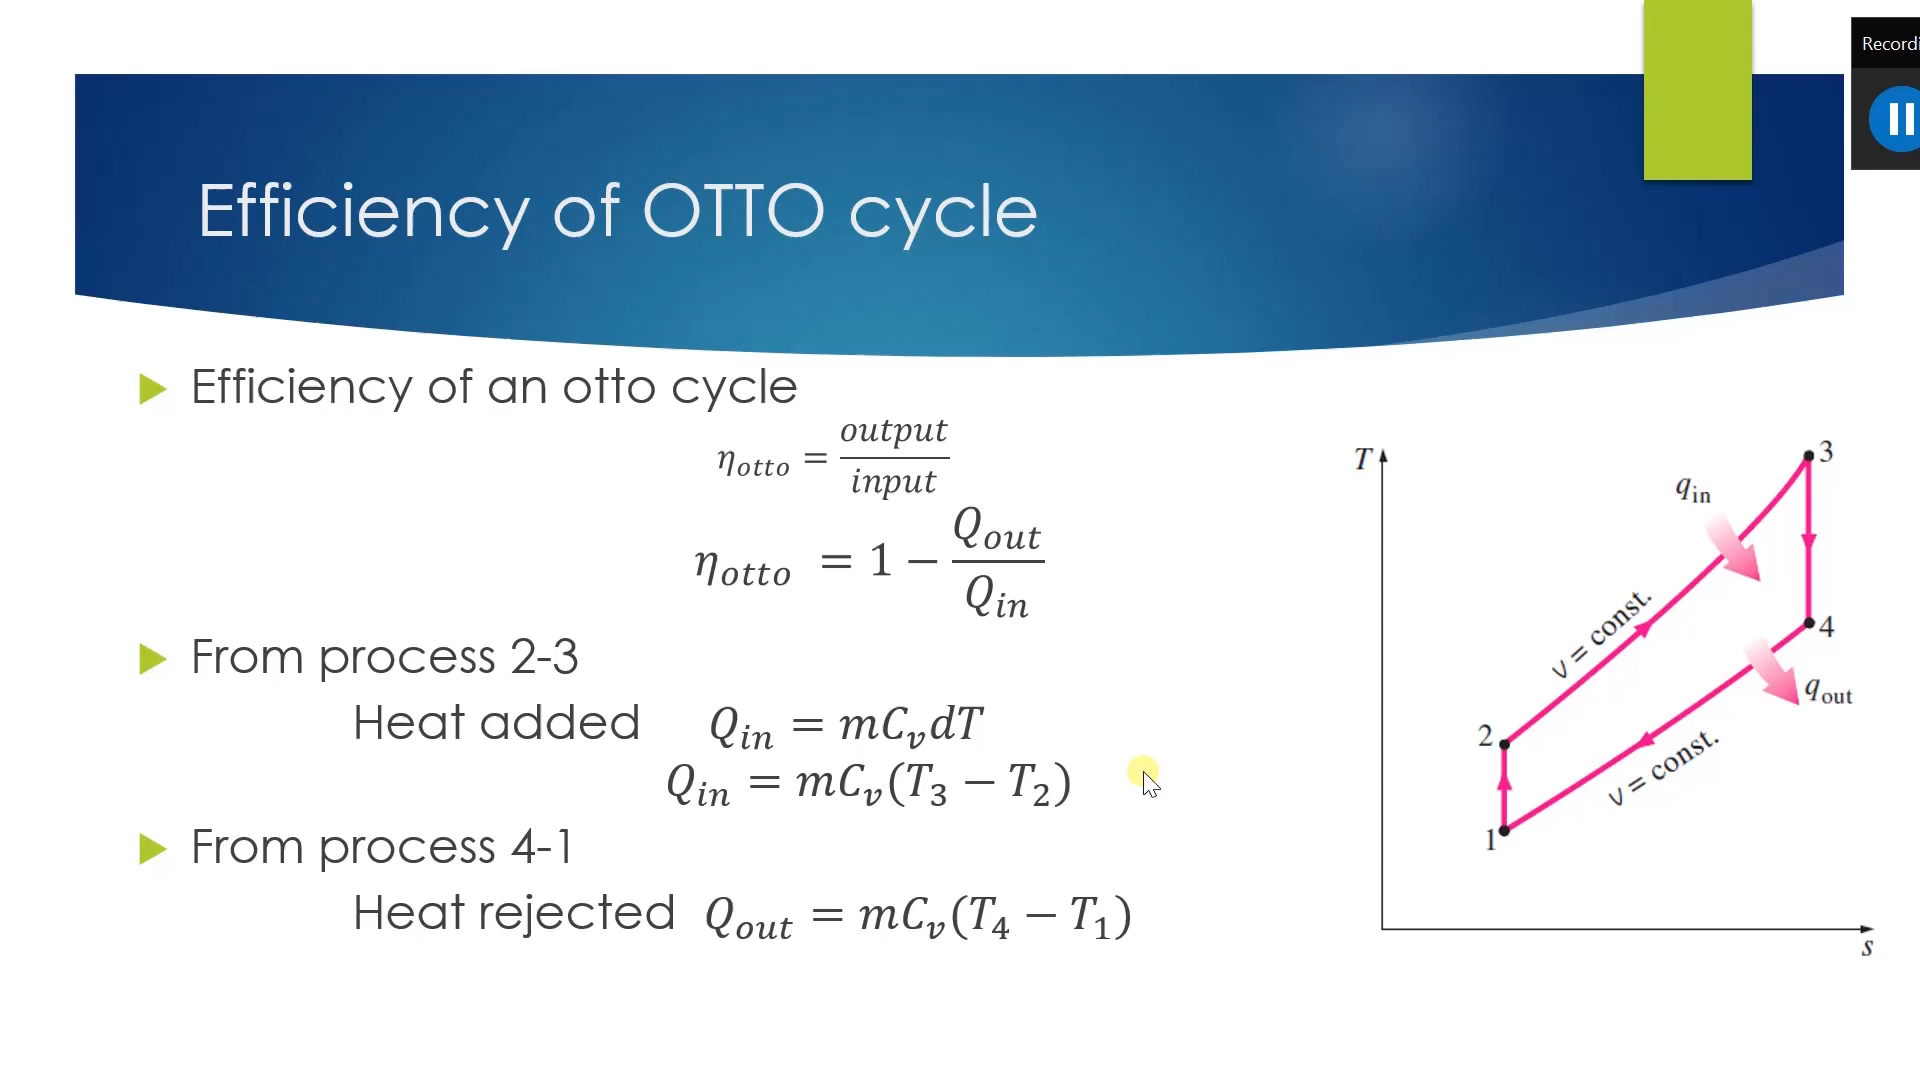 Recordi
Efficiency of OTTO cycle
Efficiency of an otto cycle
η_otto = output/input
η_otto = 1 − Q_out/Q_in
From process 2-3
Heat added Q_in = mC_v dT
Q_in = mC_v(T_3 − T_2)
From process 4-1
Heat rejected Q_out = mC_v(T_4 − T_1)
T
3
q_in
v = const.
4
q_out
2
v = const.
1
s